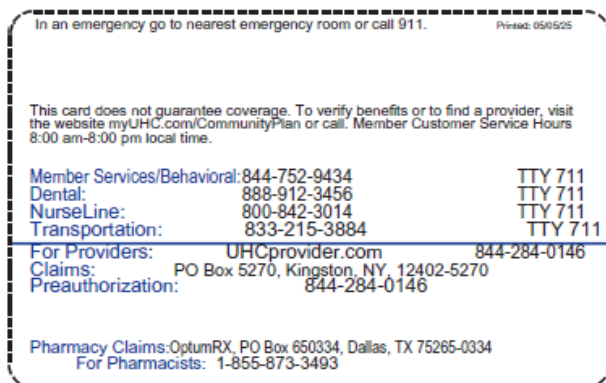 In an emergency go to nearest emergency room or call 911. Printed: 05/05/25
This card does not guarantee coverage. To verify benefits or to find a provider, visit
the website myUHC.com/CommunityPlan or call. Member Customer Service Hours
8:00 am-8:00 pm local time.
Member Services/Behavioral: 844-752-9434 TTY 711
Dental: 888-912-3456 TTY 711
NurseLine: 800-842-3014 TTY 711
Transportation: 833-215-3884 TTY 711
For Providers: UHCprovider.com 844-284-0146
Claims: PO Box 5270, Kingston, NY, 12402-5270
Preauthorization: 844-284-0146
Pharmacy Claims: OptumRX, PO Box 650334, Dallas, TX 75265-0334
For Pharmacists: 1-855-873-3493